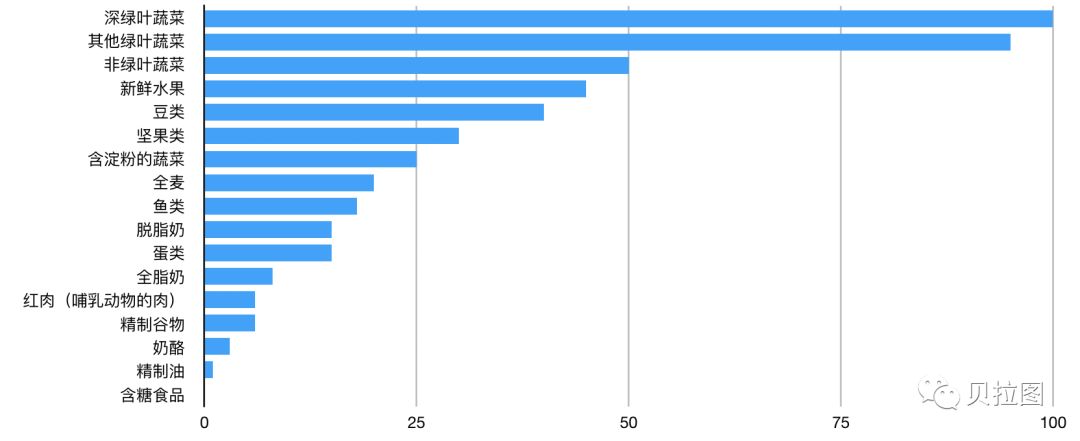 深绿叶蔬菜
其他绿叶蔬菜
非绿叶蔬菜
新鲜水果
豆类
坚果类
含淀粉的蔬菜
全麦
鱼类
脱脂奶
蛋类
全脂奶
红肉（哺乳动物的肉）
精制谷物
奶酪
精制油
含糖食品
0 25 50 75 100
贝拉图